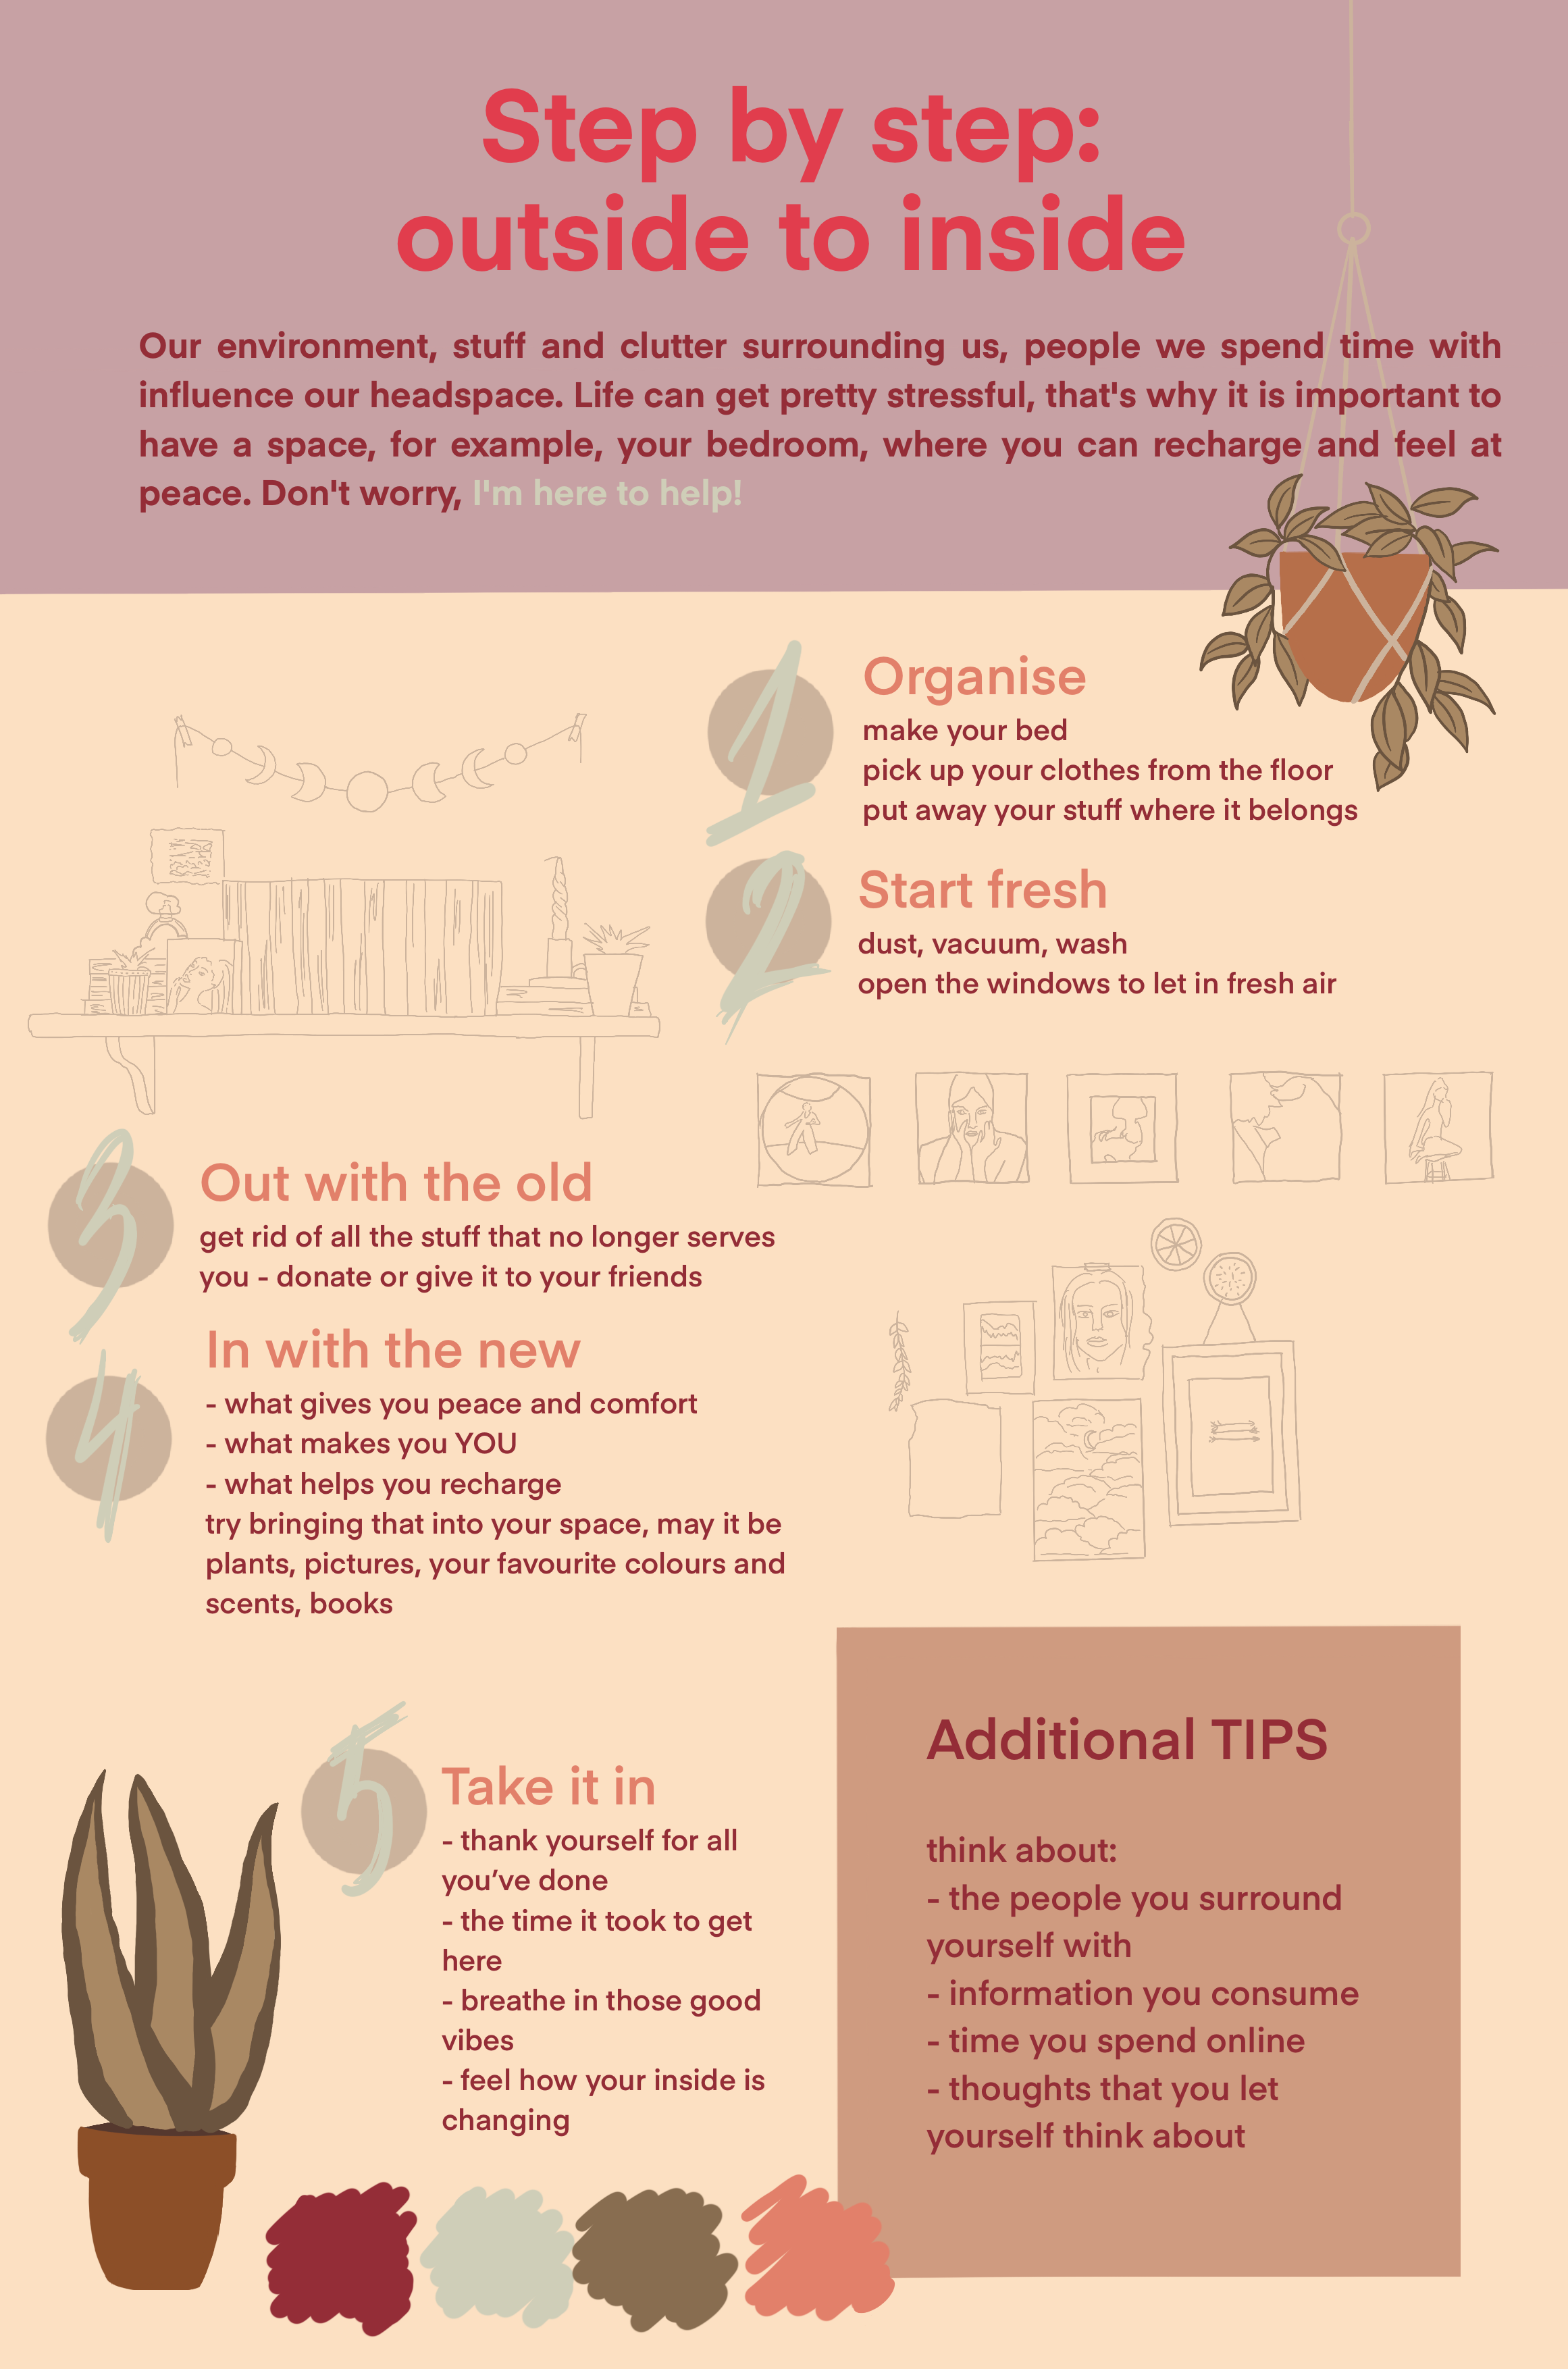 Step by step:
outside to inside
Our environment, stuff and clutter surrounding us, people we spend time with
influence our headspace. Life can get pretty stressful, that's why it is important to
have a space, for example, your bedroom, where you can recharge and feel at
peace. Don't worry, I'm here to help!
1
Organise
make your bed
pick up your clothes from the floor
put away your stuff where it belongs
2
Start fresh
dust, vacuum, wash
open the windows to let in fresh air
3
Out with the old
get rid of all the stuff that no longer serves
you - donate or give it to your friends
4
In with the new
- what gives you peace and comfort
- what makes you YOU
- what helps you recharge
try bringing that into your space, may it be
plants, pictures, your favourite colours and
scents, books
5
Take it in
- thank yourself for all
you’ve done
- the time it took to get
here
- breathe in those good
vibes
- feel how your inside is
changing
Additional TIPS
think about:
- the people you surround
yourself with
- information you consume
- time you spend online
- thoughts that you let
yourself think about